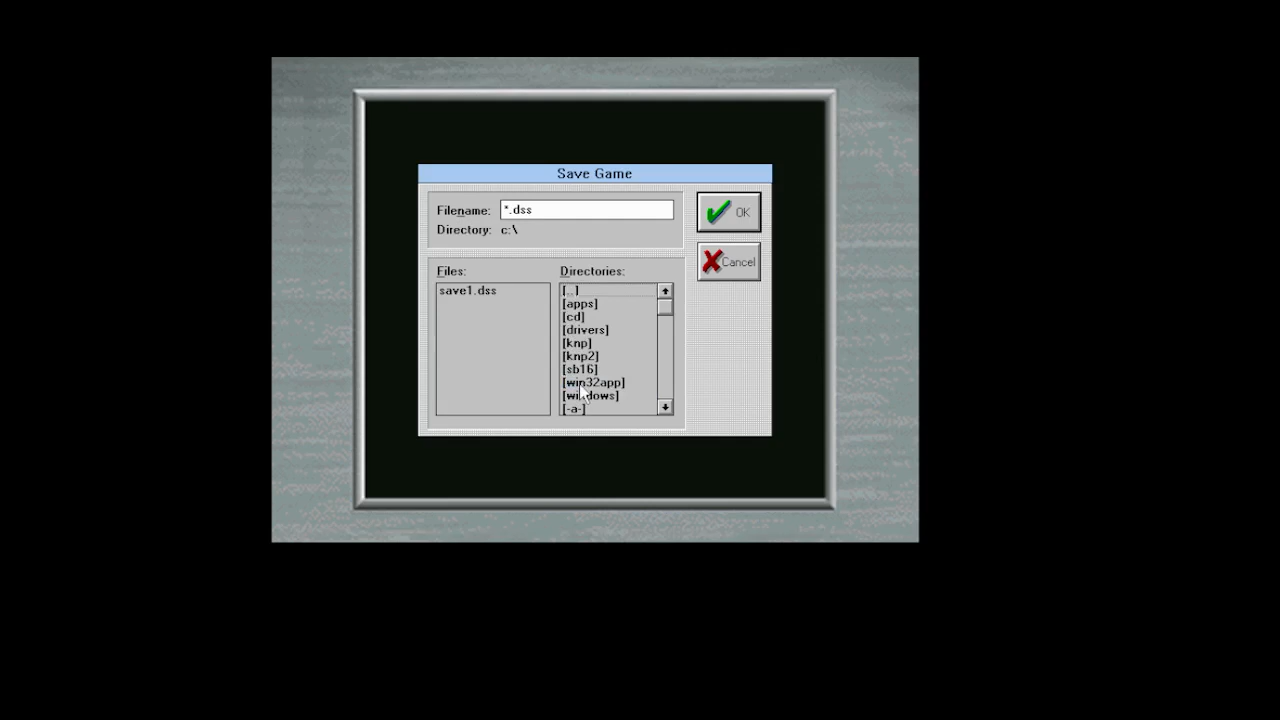 Save Game
Filename: *.dss
OK
Directory: c:\
Cancel
Files:
Directories:
save1.dss
[..]
[apps]
[cd]
[drivers]
[knp]
[knp2]
[sb16]
[win32app]
[windows]
[-a-]